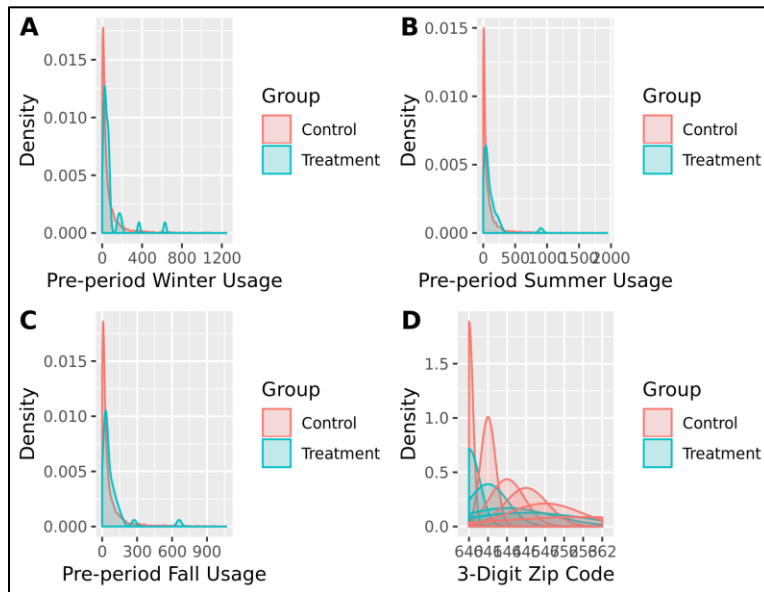 A
0.015
0.010
0.005
0.000
Density
0 400 800 1200
Pre-period Winter Usage
Group
Control
Treatment
B
0.015
0.010
0.005
0.000
Density
0 500 1000 1500 2000
Pre-period Summer Usage
Group
Control
Treatment
C
0.015
0.010
0.005
0.000
Density
0 300 600 900
Pre-period Fall Usage
Group
Control
Treatment
D
1.5
1.0
0.5
0.0
Density
3-Digit Zip Code
Group
Control
Treatment